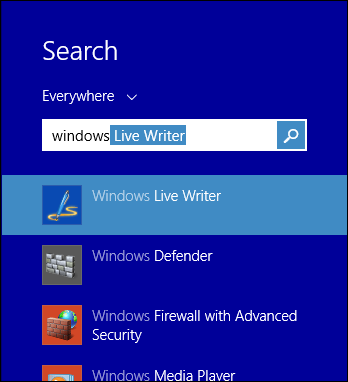 Search
Everywhere
windows Live Writer
Windows Live Writer
Windows Defender
Windows Firewall with Advanced
Security
Windows Media Player